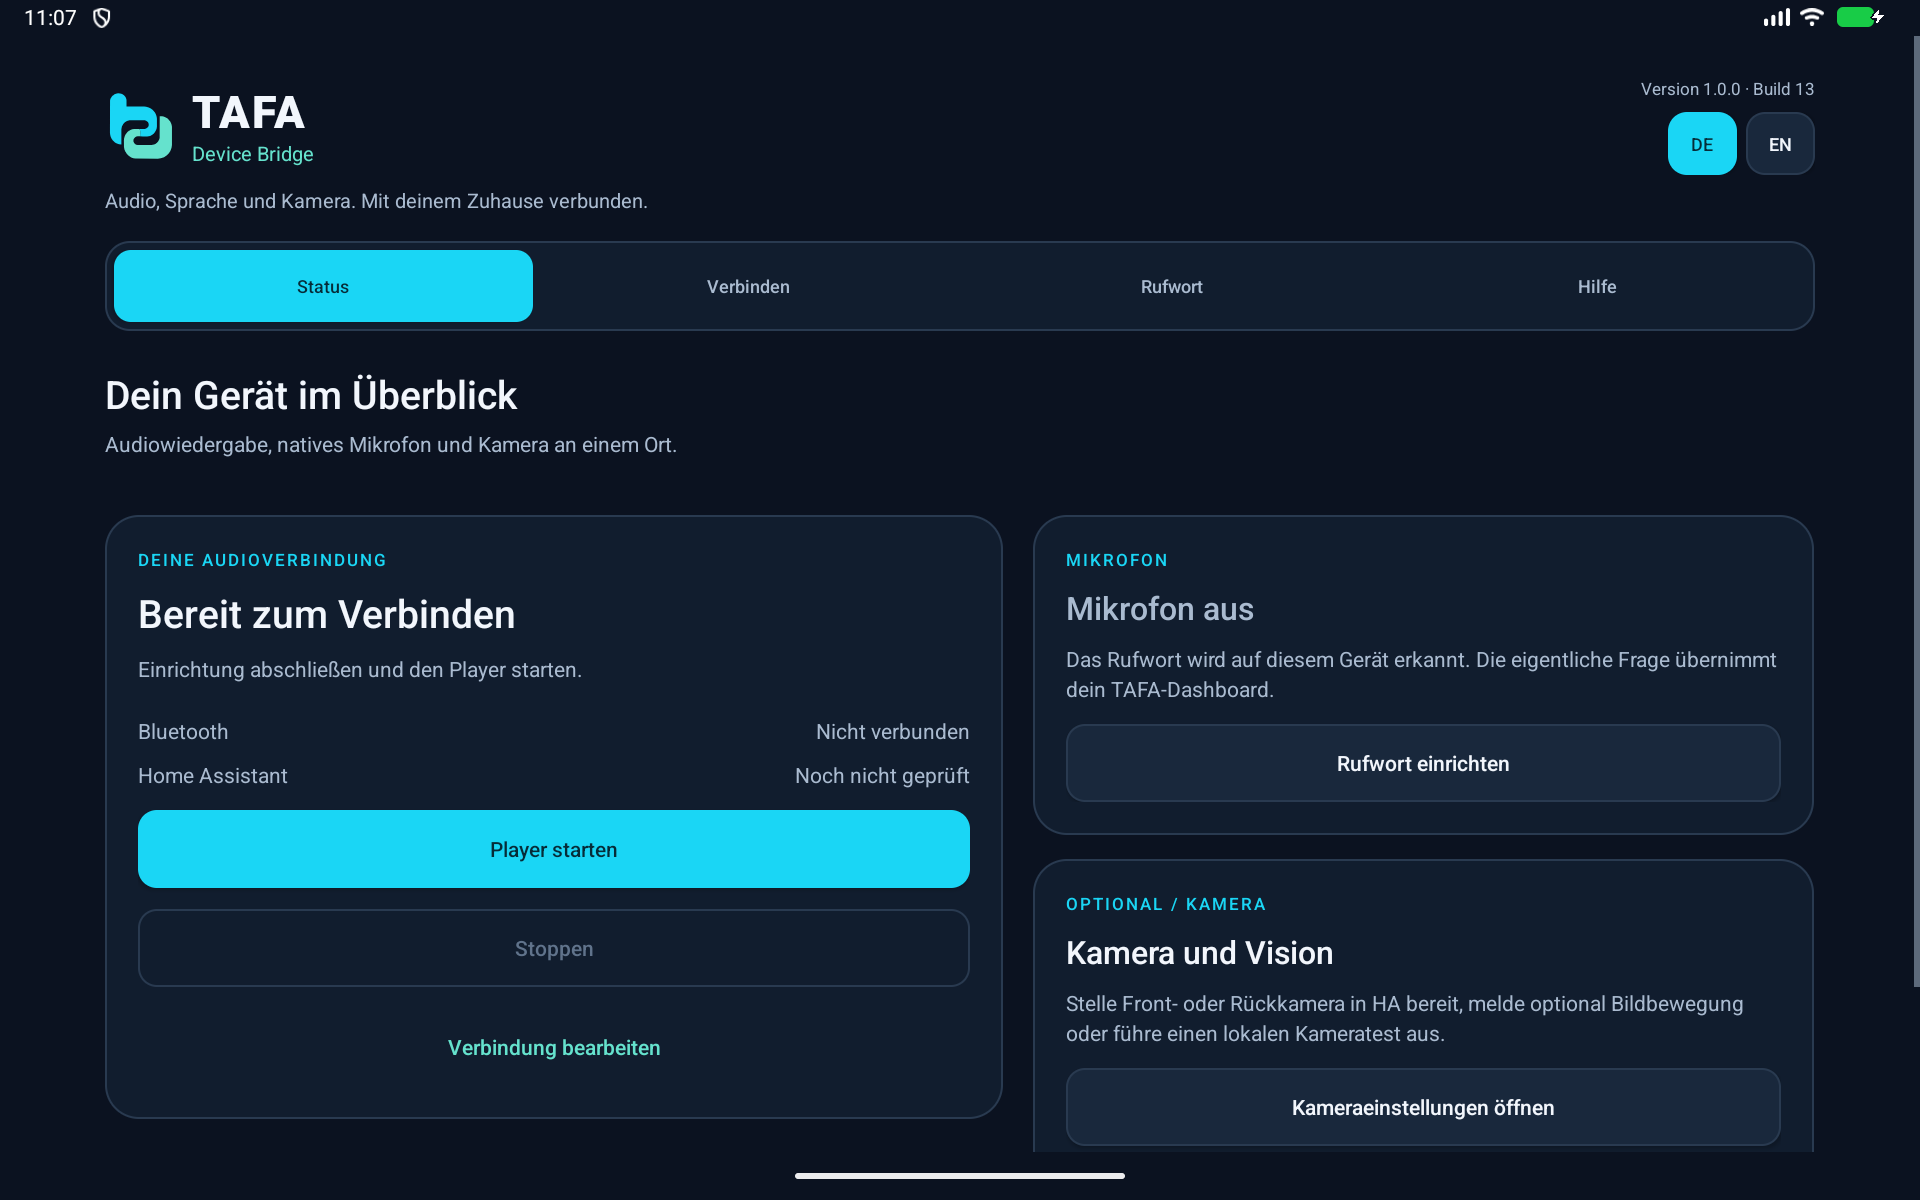 11:07
TAFA
Device Bridge
Version 1.0.0 · Build 13
DE
EN
Audio, Sprache und Kamera. Mit deinem Zuhause verbunden.
Status
Verbinden
Rufwort
Hilfe
Dein Gerät im Überblick
Audiowiedergabe, natives Mikrofon und Kamera an einem Ort.
DEINE AUDIOVERBINDUNG
Bereit zum Verbinden
Einrichtung abschließen und den Player starten.
Bluetooth
Nicht verbunden
Home Assistant
Noch nicht geprüft
Player starten
Stoppen
Verbindung bearbeiten
MIKROFON
Mikrofon aus
Das Rufwort wird auf diesem Gerät erkannt. Die eigentliche Frage übernimmt
dein TAFA-Dashboard.
Rufwort einrichten
OPTIONAL / KAMERA
Kamera und Vision
Stelle Front- oder Rückkamera in HA bereit, melde optional Bildbewegung
oder führe einen lokalen Kameratest aus.
Kameraeinstellungen öffnen